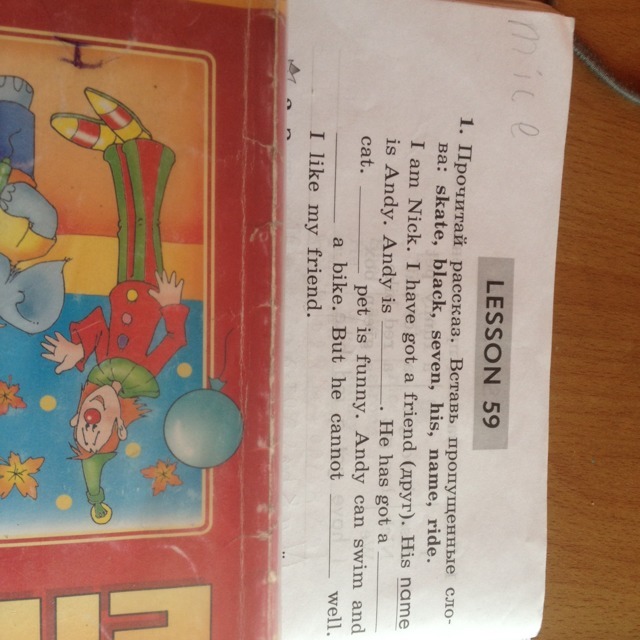 mice
LESSON 59
1. Прочитай рассказ. Вставь пропущенные сло-
ва: skate, black, seven, his, name, ride.
I am Nick. I have got a friend (друг). His name
is Andy. Andy is ______. He has got a ______
cat. ______ pet is funny. Andy can swim and
______ a bike. But he cannot ______ well.
I like my friend.